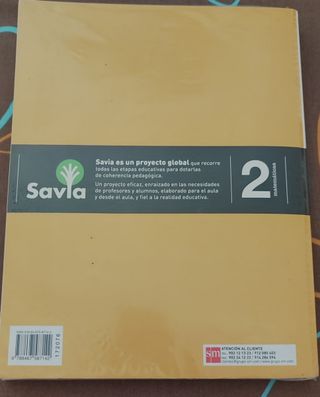 Savia es un proyecto global que recorre
todas las etapas educativas para dotarlas
de coherencia pedagógica.
Un proyecto eficaz, enraizado en las necesidades
de profesores y alumnos, elaborado para el aula
y desde el aula, y fiel a la realidad educativa.
Savia
2
matemáticas
172076
sm
ATENCIÓN AL CLIENTE